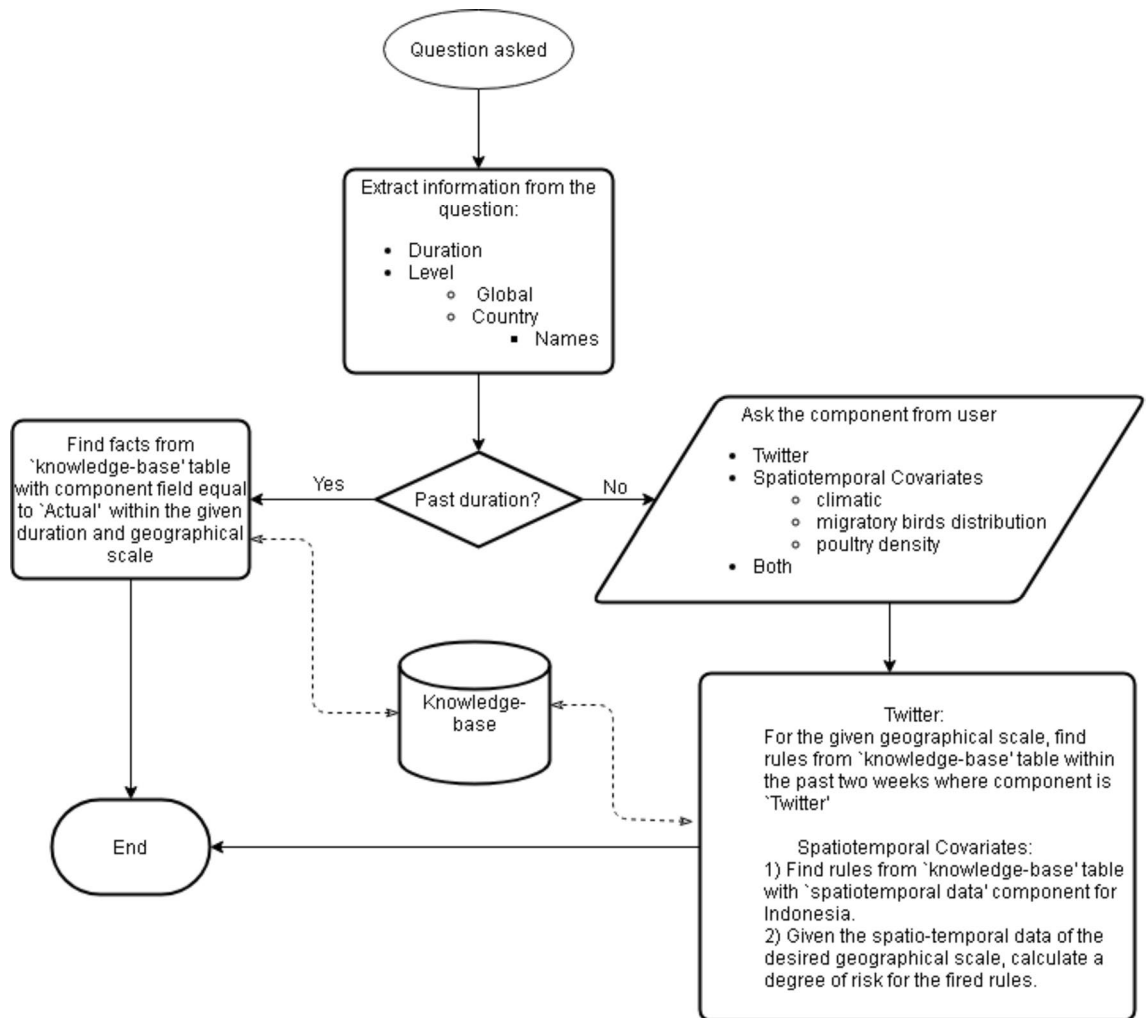 Question asked
Extract information from the
question:
• Duration
• Level
○ Global
○ Country
▪ Names
Past duration?
Yes
No
Find facts from
`knowledge-base' table
with component field equal
to `Actual' within the given
duration and geographical
scale
Ask the component from user
• Twitter
• Spatiotemporal Covariates
○ climatic
○ migratory birds distribution
○ poultry density
• Both
Knowledge-
base
Twitter:
For the given geographical scale, find
rules from `knowledge-base' table within
the past two weeks where component is
`Twitter'
Spatiotemporal Covariates:
1) Find rules from `knowledge-base' table
with `spatiotemporal data' component for
Indonesia.
2) Given the spatio-temporal data of the
desired geographical scale, calculate a
degree of risk for the fired rules.
End